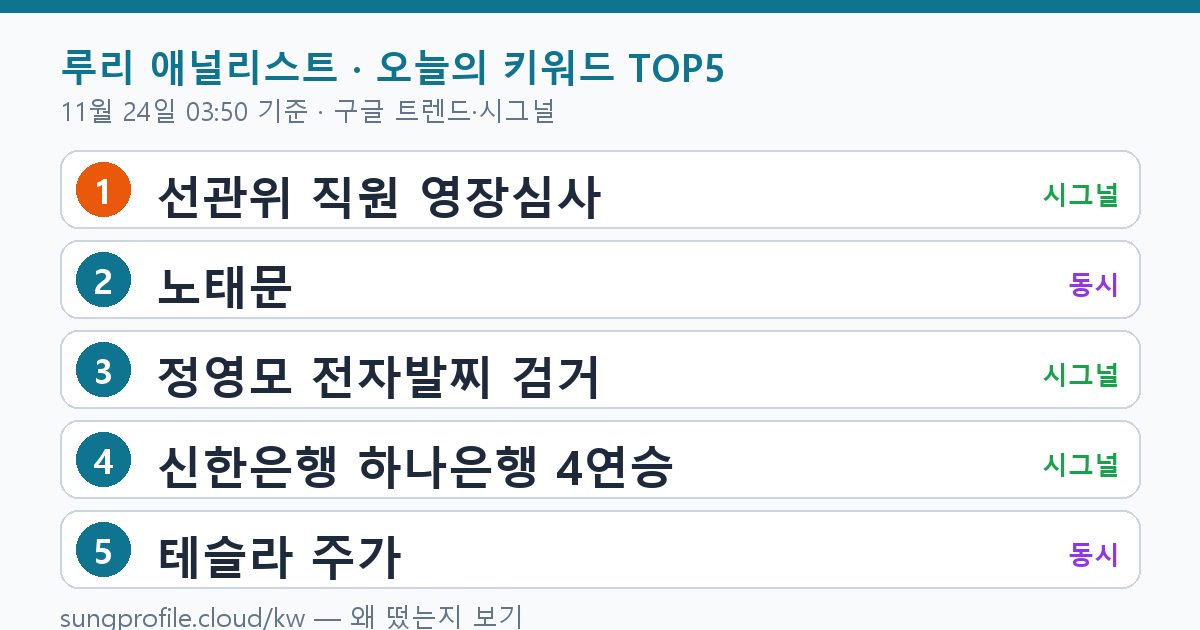 루리 애널리스트 · 오늘의 키워드 TOP5
11월 24일 03:50 기준 · 구글 트렌드·시그널
1 선관위 직원 영장심사 시그널
2 노태문 동시
3 정영모 전자발찌 검거 시그널
4 신한은행 하나은행 4연승 시그널
5 테슬라 주가 동시
sungprofile.cloud/kw — 왜 떴는지 보기